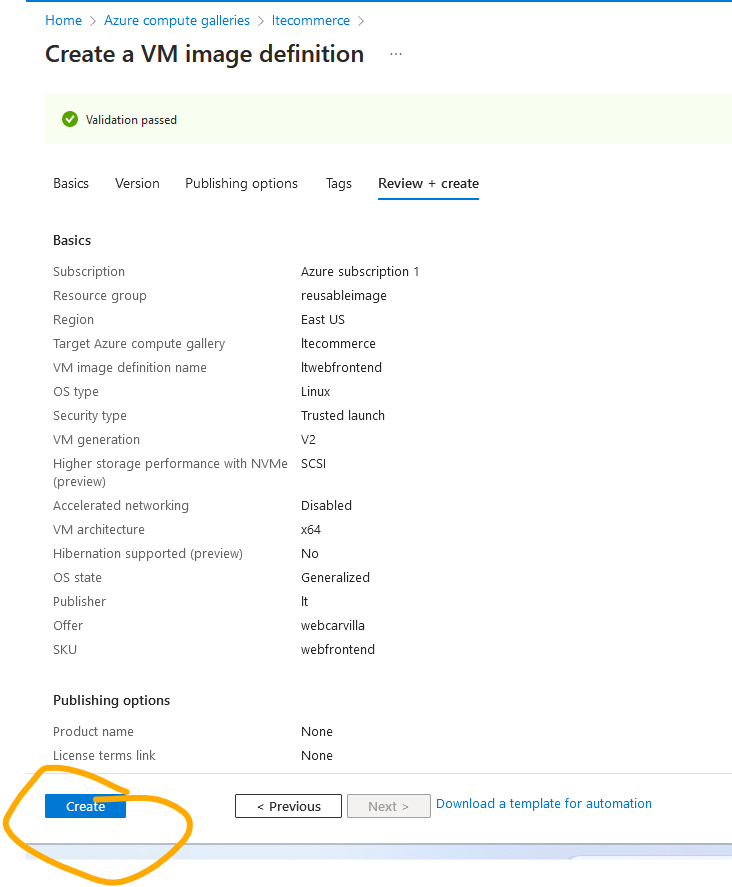 Home > Azure compute galleries > ltecommerce >
Create a VM image definition ...
Validation passed
Basics Version Publishing options Tags Review + create
Basics
Subscription Azure subscription 1
Resource group reusableimage
Region East US
Target Azure compute gallery ltecommerce
VM image definition name ltwebfrontend
OS type Linux
Security type Trusted launch
VM generation V2
Higher storage performance with NVMe SCSI
(preview)
Accelerated networking Disabled
VM architecture x64
Hibernation supported (preview) No
OS state Generalized
Publisher lt
Offer webcarvilla
SKU webfrontend
Publishing options
Product name None
License terms link None
Create < Previous Next > Download a template for automation